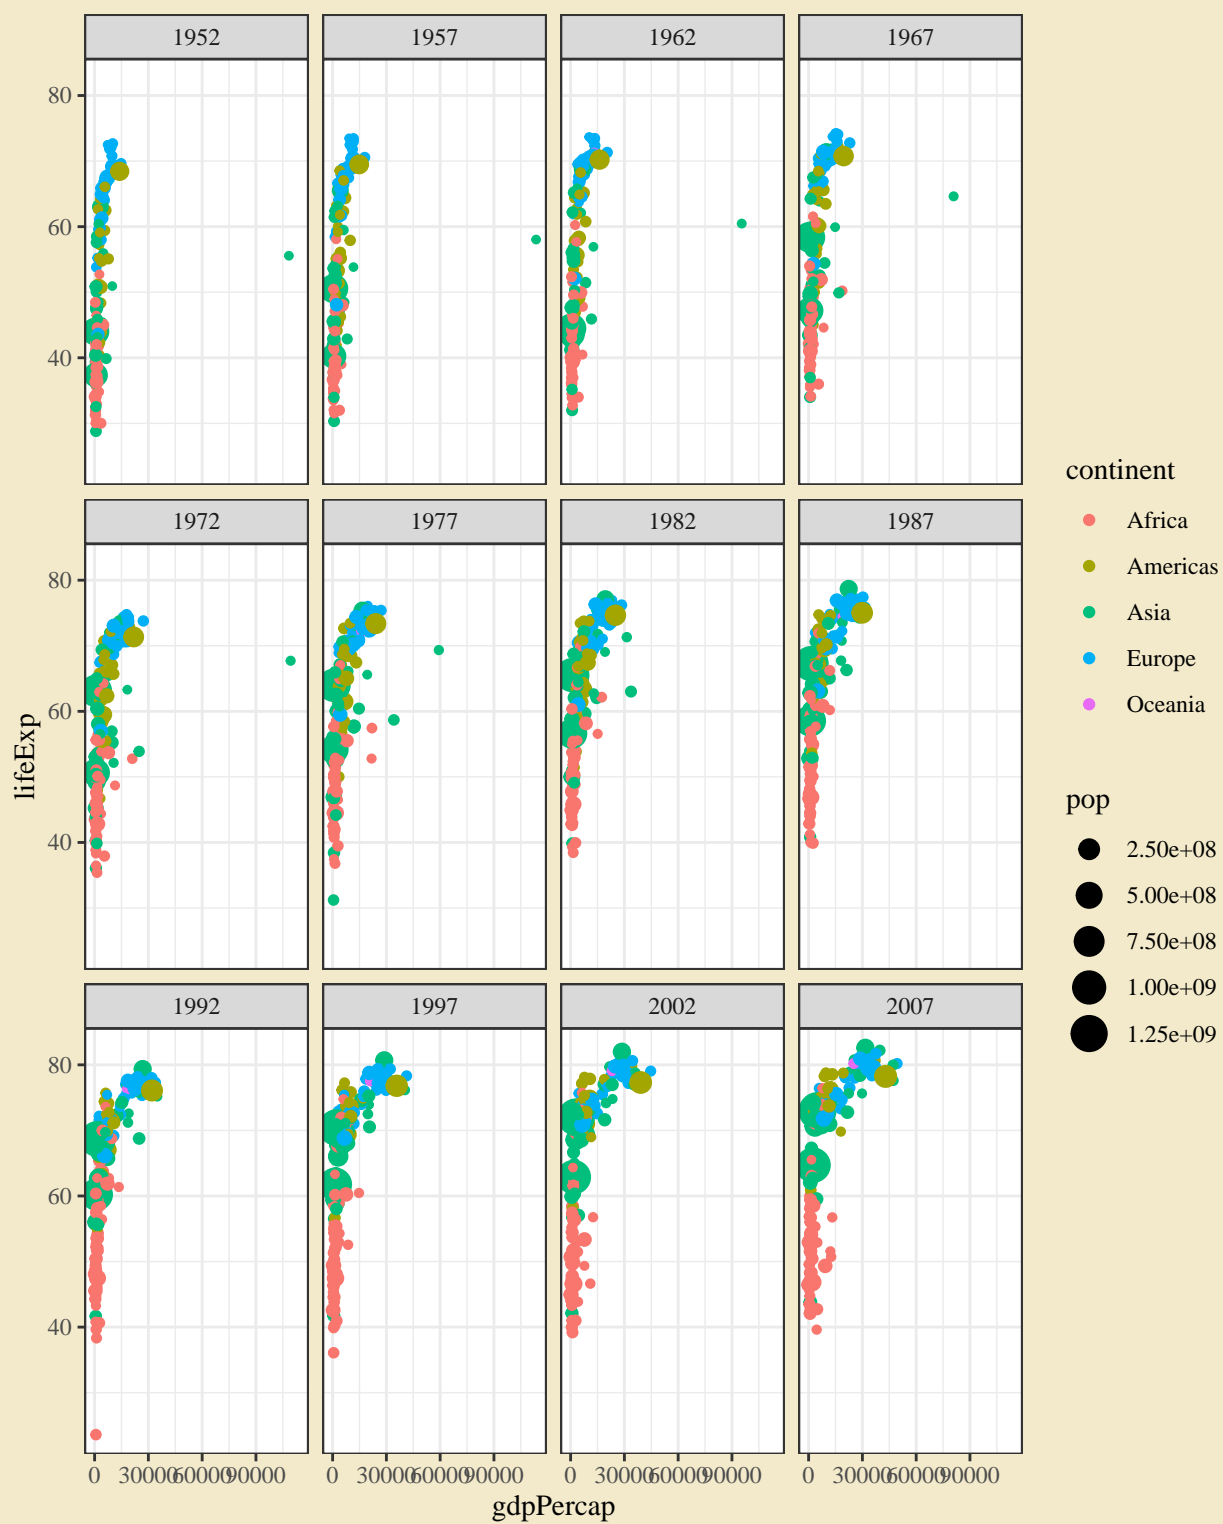 1952 1957 1962 1967
80
60
40
1972 1977 1982 1987
80
60
40
1992 1997 2002 2007
80
60
40
0 30000 60000 90000 0 30000 60000 90000 0 30000 60000 90000 0 30000 60000 90000
gdpPercap
lifeExp
continent
Africa
Americas
Asia
Europe
Oceania
pop
2.50e+08
5.00e+08
7.50e+08
1.00e+09
1.25e+09